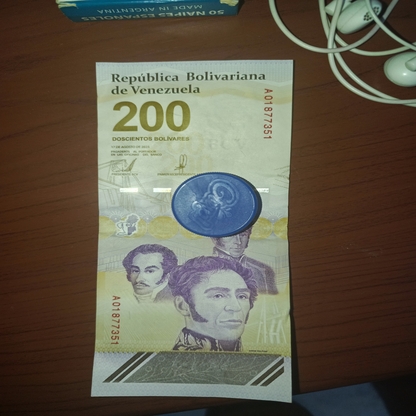 50 NAIPES ESPAÑOLES
MADE IN ARGENTINA
República Bolivariana
de Venezuela
200
DOSCIENTOS BOLÍVARES
A01877351
A01877351